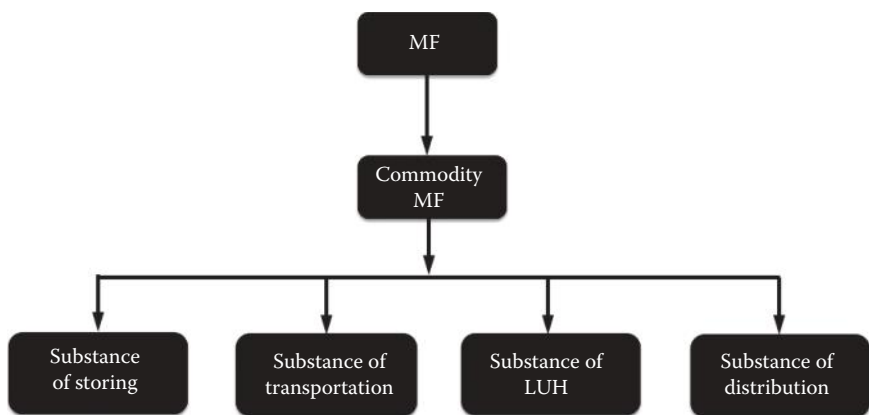 MF
Commodity
MF
Substance
of storing
Substance of
transportation
Substance of
LUH
Substance of
distribution